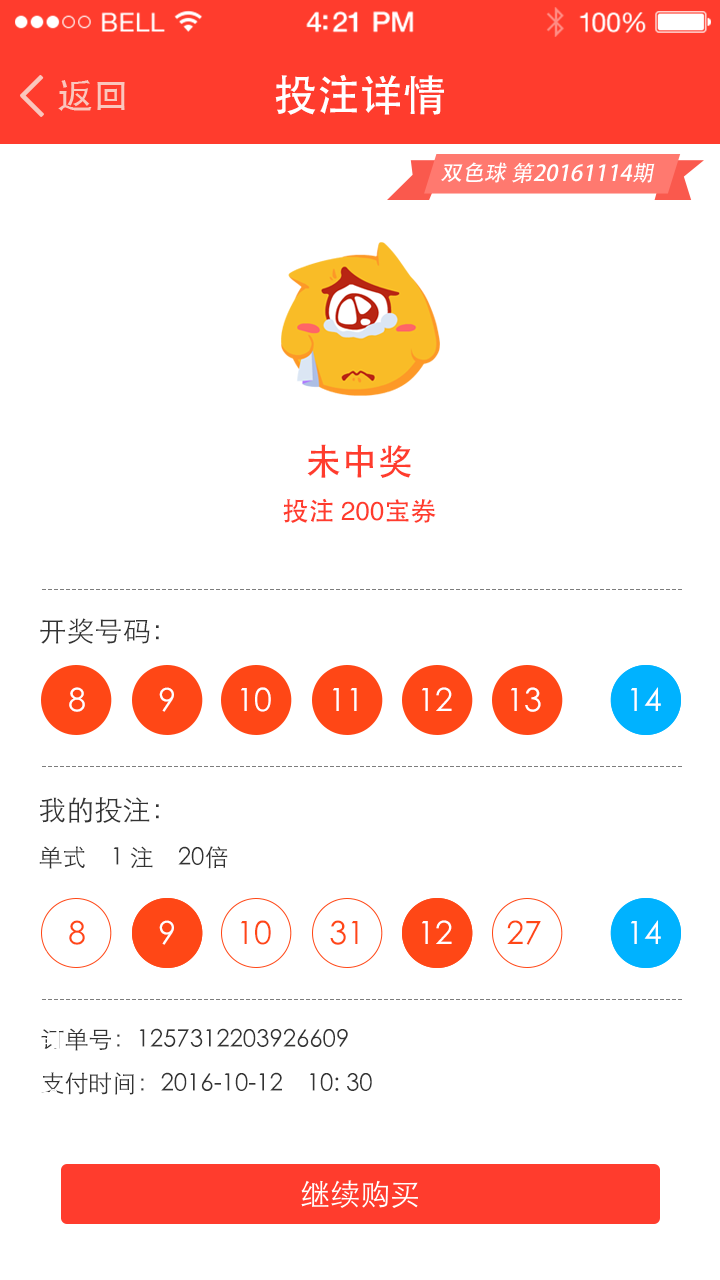 BELL 4:21 PM 100%
返回 投注详情
双色球 第20161114期
未中奖
投注 200宝券
开奖号码：
8 9 10 11 12 13 14
我的投注：
单式 1 注 20倍
8 9 10 31 12 27 14
订单号：1257312203926609
支付时间：2016-10-12 10: 30
继续购买